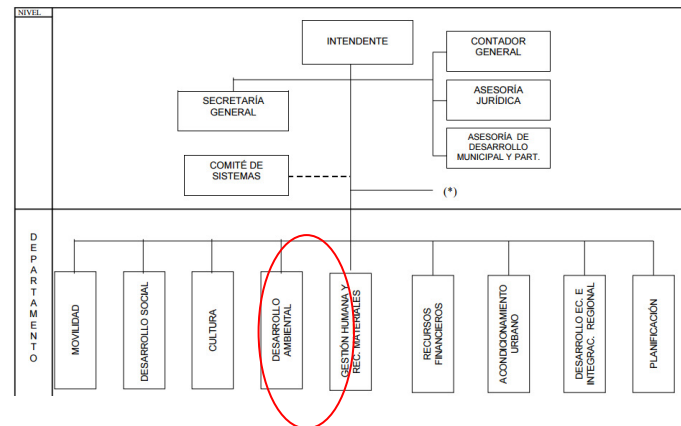 NIVEL
INTENDENTE
CONTADOR
GENERAL
SECRETARÍA
GENERAL
ASESORÍA
JURÍDICA
ASESORÍA DE
DESARROLLO
MUNICIPAL Y PART.
COMITÉ DE
SISTEMAS
(*)
DEPARTAMENTO
MOVILIDAD
DESARROLLO SOCIAL
CULTURA
DESARROLLO
AMBIENTAL
GESTIÓN HUMANA Y
REC. MATERIALES
RECURSOS
FINANCIEROS
ACONDICIONAMIENTO
URBANO
DESARROLLO EC. E
INTEGRAC. REGIONAL
PLANIFICACIÓN